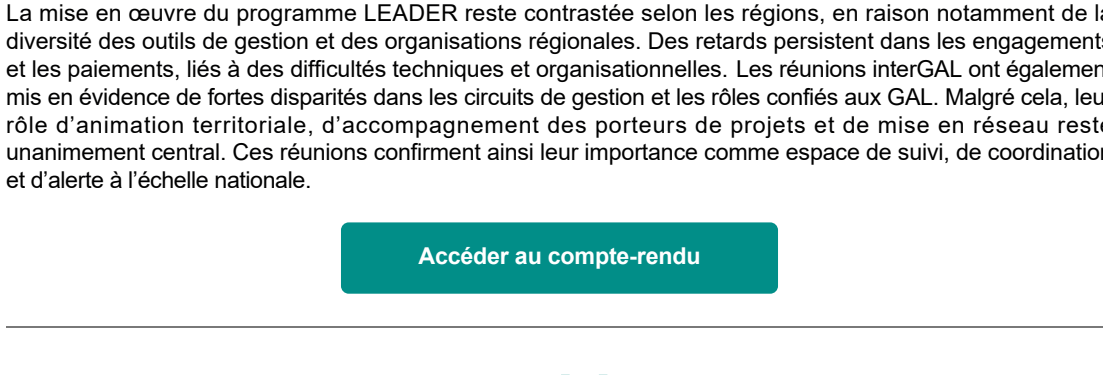 La mise en œuvre du programme LEADER reste contrastée selon les régions, en raison notamment de la
diversité des outils de gestion et des organisations régionales. Des retards persistent dans les engagements
et les paiements, liés à des difficultés techniques et organisationnelles. Les réunions interGAL ont également
mis en évidence de fortes disparités dans les circuits de gestion et les rôles confiés aux GAL. Malgré cela, leur
rôle d’animation territoriale, d’accompagnement des porteurs de projets et de mise en réseau reste
unanimement central. Ces réunions confirment ainsi leur importance comme espace de suivi, de coordination
et d’alerte à l’échelle nationale.
Accéder au compte-rendu